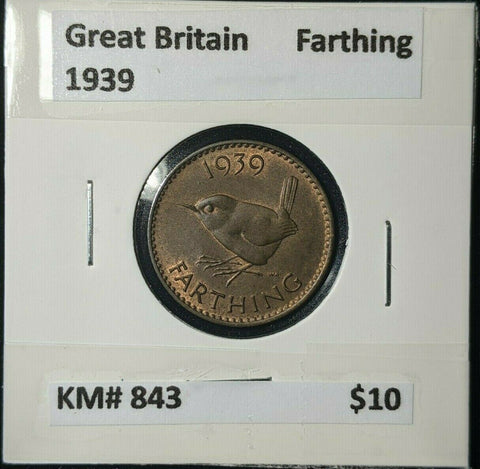 Great Britain Farthing
1939
1939
FARTHING
KM# 843 $10